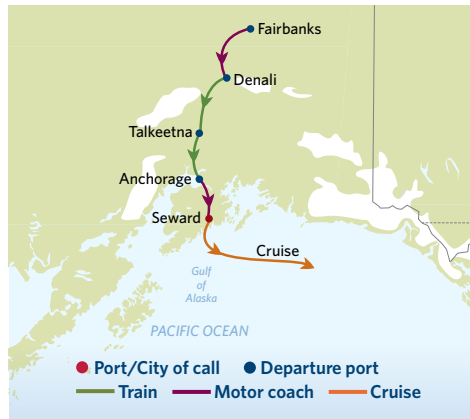 Fairbanks
Denali
Talkeetna
Anchorage
Seward
Cruise
Gulf
of
Alaska
PACIFIC OCEAN
Port/City of call Departure port
Train Motor coach Cruise